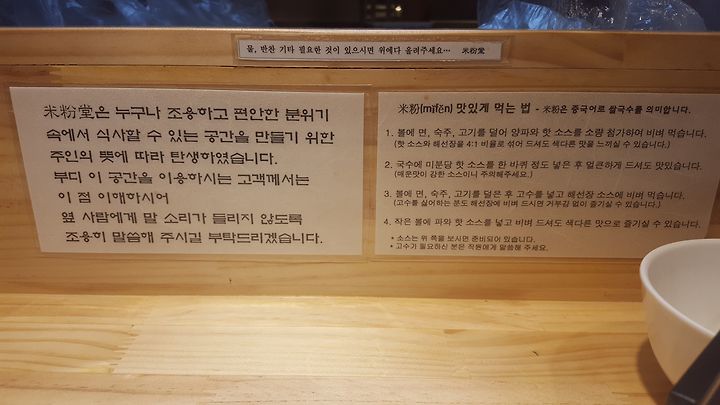 물, 반찬 기타 필요한 것이 있으시면 위에다 올려주세요… 米粉堂
米粉堂은 누구나 조용하고 편안한 분위기
속에서 식사할 수 있는 공간을 만들기 위한
주인의 뜻에 따라 탄생하였습니다.
부디 이 공간을 이용하시는 고객께서는
이 점 이해하시어
옆 사람에게 말 소리가 들리지 않도록
조용히 말씀해 주시길 부탁드리겠습니다.
米粉(mǐfěn) 맛있게 먹는 법 - 米粉은 중국어로 쌀국수를 의미합니다.
1. 볼에 면, 숙주, 고기를 덜어 양파와 핫 소스를 소량 첨가하여 비벼 먹습니다.
(핫 소스와 해선장을 4:1 비율로 섞어 드셔도 색다른 맛을 느끼실 수 있습니다.)
2. 국수에 미분당 핫 소스를 한 바퀴 정도 넣은 후 얼큰하게 드셔도 맛있습니다.
(매운맛이 강한 소스이니 주의해주세요.)
3. 볼에 면, 숙주, 고기를 덜은 후 고수를 넣고 해선장 소스에 비벼 먹습니다.
(고수를 싫어하는 분도 해선장에 비벼 드시면 거부감 없이 즐기실 수 있습니다.)
4. 작은 볼에 파와 핫 소스를 넣고 비벼 드셔도 색다른 맛으로 즐기실 수 있습니다.
* 소스는 위 쪽을 보시면 준비되어 있습니다.
* 고수가 필요하신 분은 직원에게 말씀해 주세요.